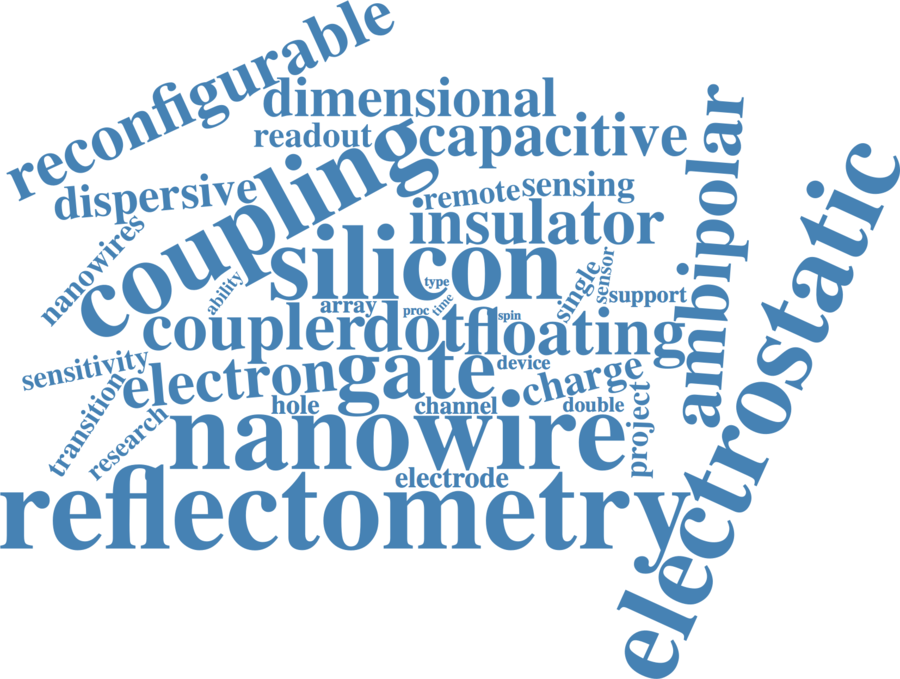 reconfigurable
dimensional
readout
capacitive
coupling
dispersive
remote
sensing
ambipolar
electrostatic
nanowires
insulator
silicon
ability
type
single
sensor
support
array
proc
time
spin
coupler
dot
floating
sensitivity
electron
gate
device
charge
transition
research
hole
channel
double
project
nanowire
electrode
reflectometry